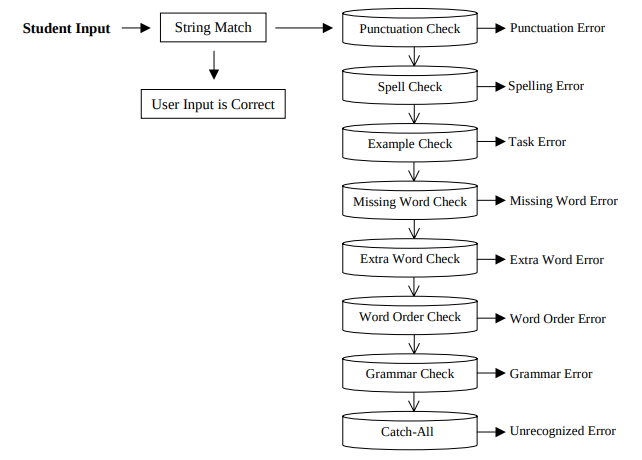 Student Input
String Match
Punctuation Check
Punctuation Error
Spell Check
Spelling Error
User Input is Correct
Example Check
Task Error
Missing Word Check
Missing Word Error
Extra Word Check
Extra Word Error
Word Order Check
Word Order Error
Grammar Check
Grammar Error
Catch-All
Unrecognized Error